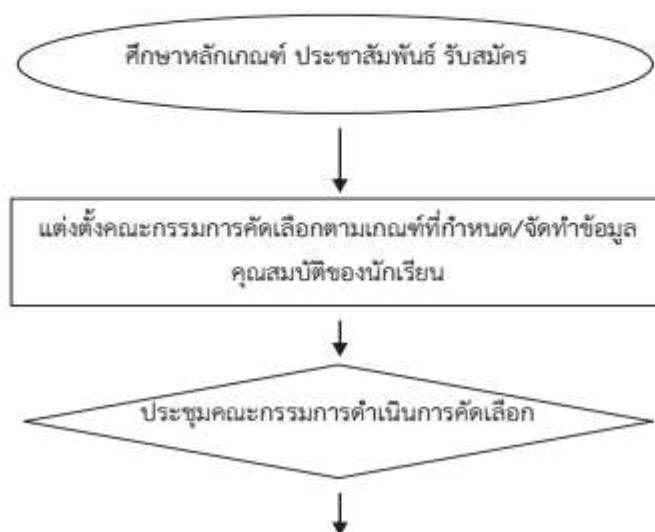 ศึกษาหลักเกณฑ์ ประชาสัมพันธ์ รับสมัคร
แต่งตั้งคณะกรรมการคัดเลือกตามเกณฑ์ที่กำหนด/จัดทำข้อมูล
คุณสมบัติของนักเรียน
ประชุมคณะกรรมการดำเนินการคัดเลือก